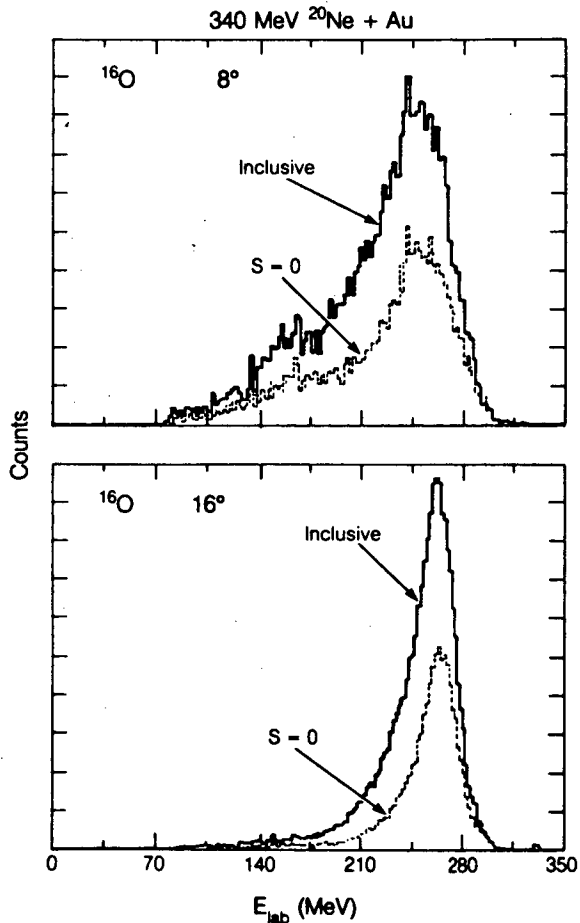 340 MeV ²⁰Ne + Au
¹⁶O 8°
Inclusive
S = 0
Counts
¹⁶O 16°
Inclusive
S = 0
0 70 140 210 280 350
E_lab (MeV)